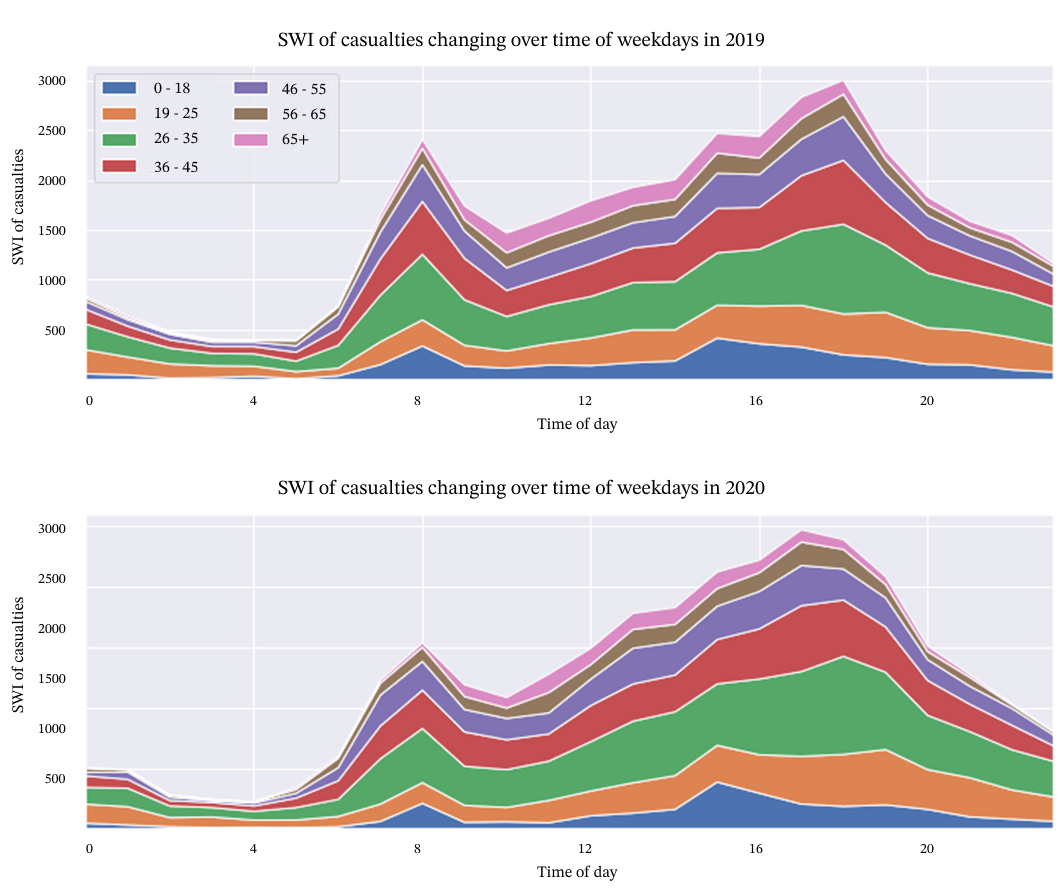 SWI of casualties changing over time of weekdays in 2019
3000
2500
2000
1500
1000
500
SWI of casualties
0 - 18
19 - 25
26 - 35
36 - 45
46 - 55
56 - 65
65+
0 4 8 12 16 20
Time of day
SWI of casualties changing over time of weekdays in 2020
3000
2500
2000
1500
1000
500
SWI of casualties
0 4 8 12 16 20
Time of day